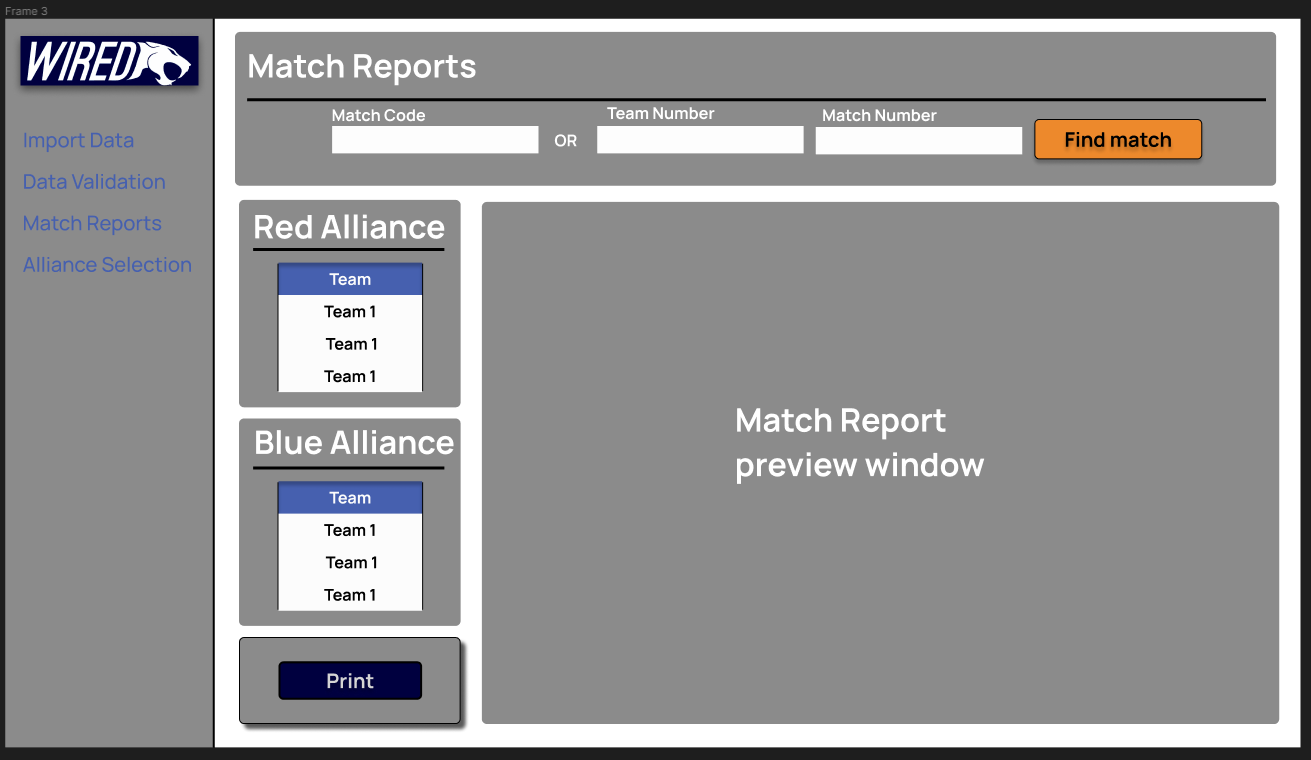 Frame 3
WIRED
Import Data
Data Validation
Match Reports
Alliance Selection
Match Reports
Match Code
OR
Team Number
Match Number
Find match
Red Alliance
Team
Team 1
Team 1
Team 1
Blue Alliance
Team
Team 1
Team 1
Team 1
Print
Match Report
preview window